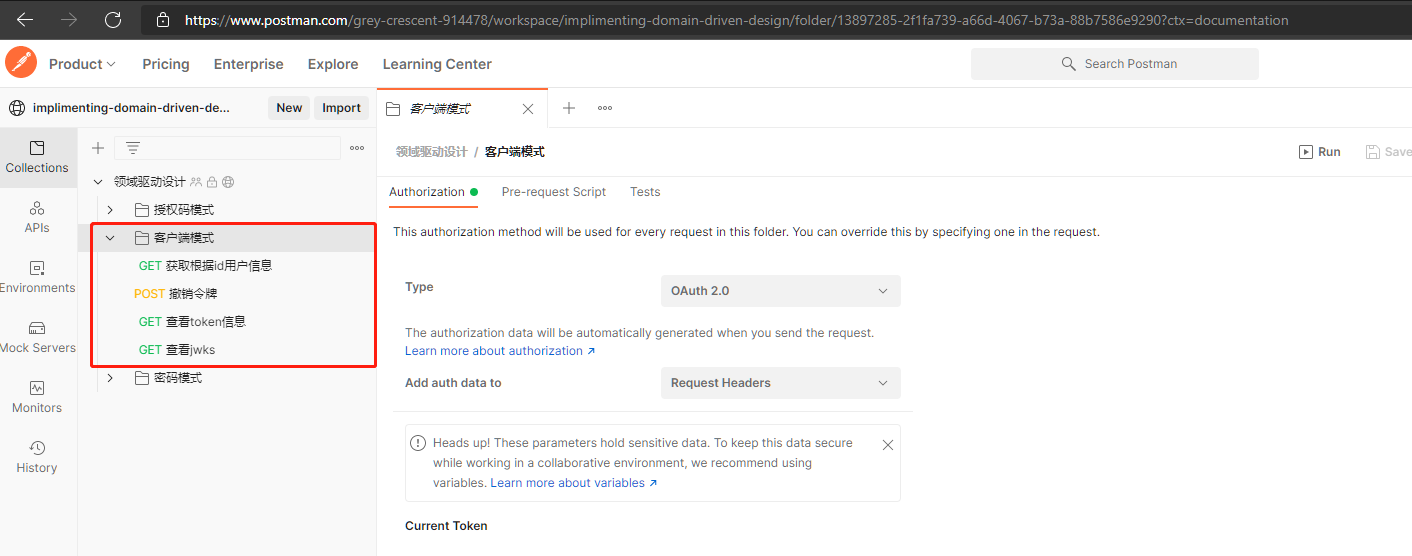 https://www.postman.com/grey-crescent-914478/workspace/implimenting-domain-driven-design/folder/13897285-2f1fa739-a66d-4067-b73a-88b7586e9290?ctx=documentation
Product Pricing Enterprise Explore Learning Center Search Postman
implimenting-domain-driven-de... New Import
客户端模式
Collections
APIs
Environments
Mock Servers
Monitors
History
领域驱动设计
授权码模式
客户端模式
GET 获取根据id用户信息
POST 撤销令牌
GET 查看token信息
GET 查看jwks
密码模式
领域驱动设计 / 客户端模式 Run Save
Authorization Pre-request Script Tests
This authorization method will be used for every request in this folder. You can override this by specifying one in the request.
Type OAuth 2.0
The authorization data will be automatically generated when you send the request.
Learn more about authorization ↗
Add auth data to Request Headers
Heads up! These parameters hold sensitive data. To keep this data secure
while working in a collaborative environment, we recommend using
variables. Learn more about variables ↗
Current Token